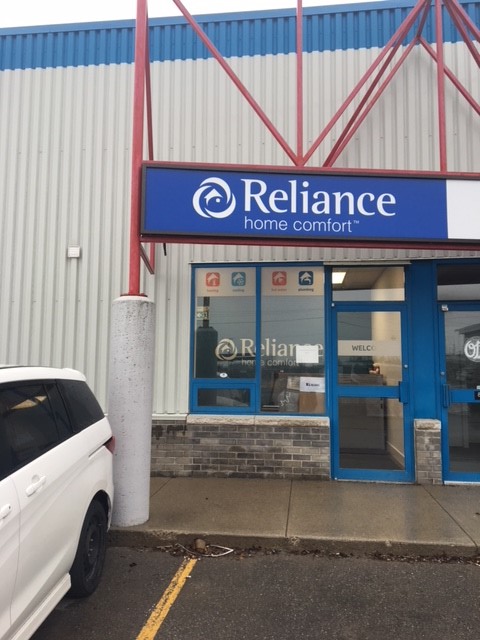 Reliance
home comfort™
heating
cooling
plumbing
Reliance
home comfort
WELCO